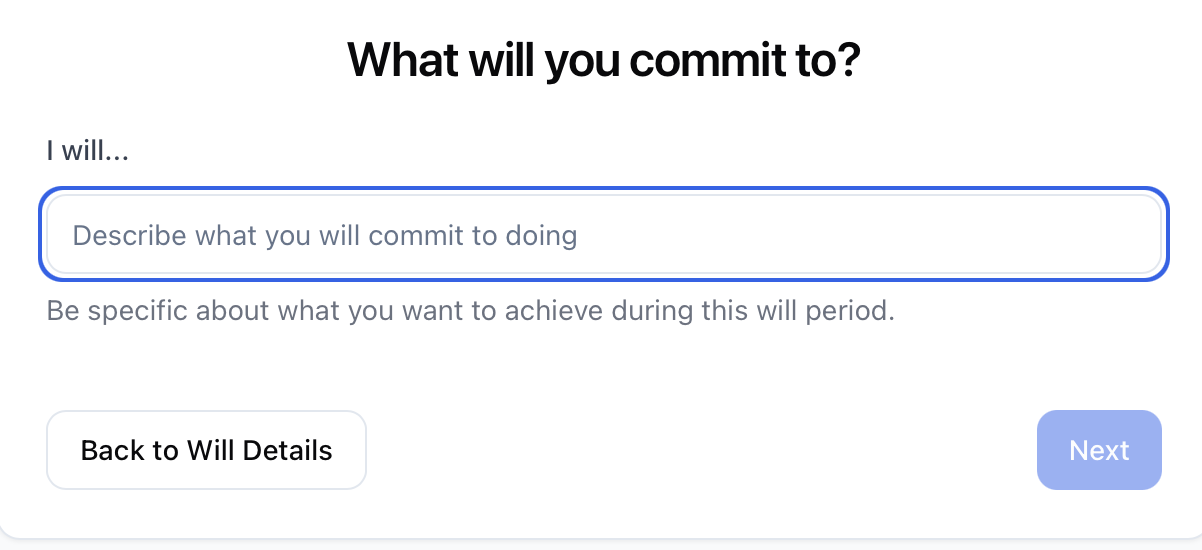 What will you commit to?
I will...
Describe what you will commit to doing
Be specific about what you want to achieve during this will period.
Back to Will Details
Next